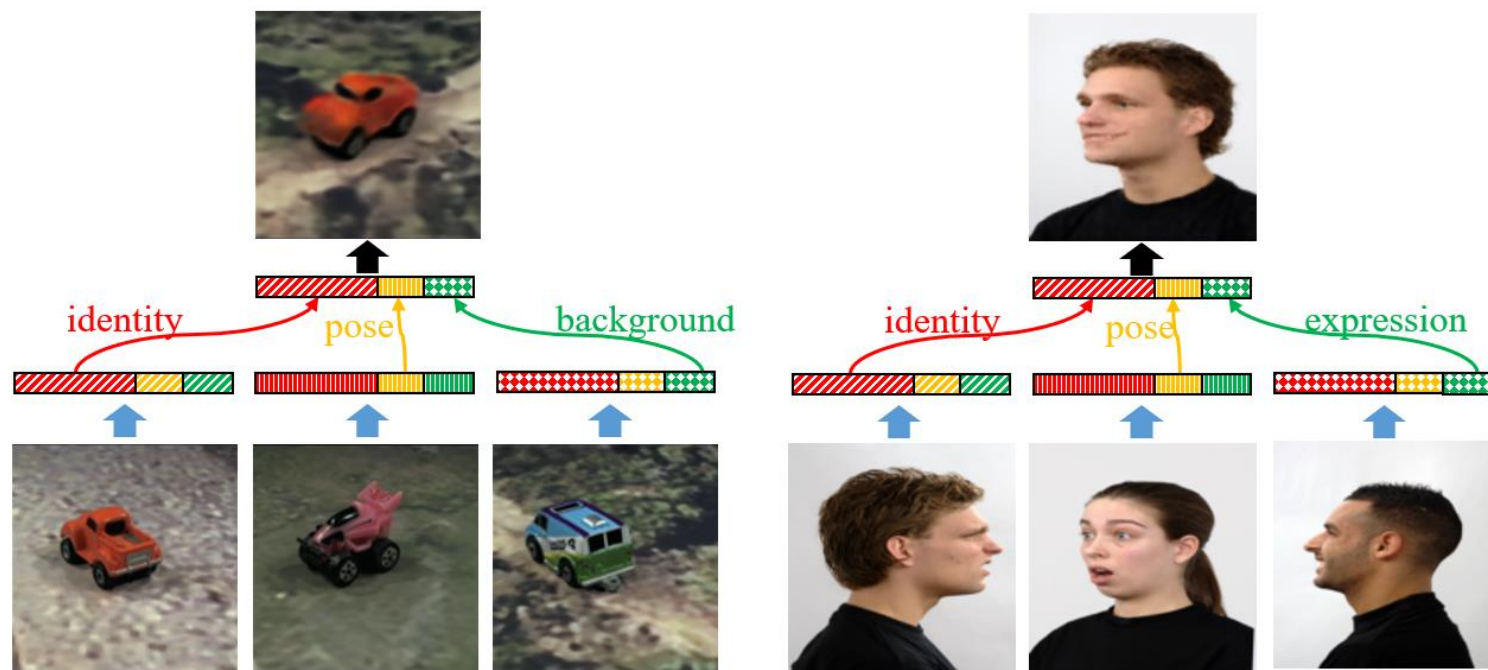 identity
pose
background
identity
pose
expression